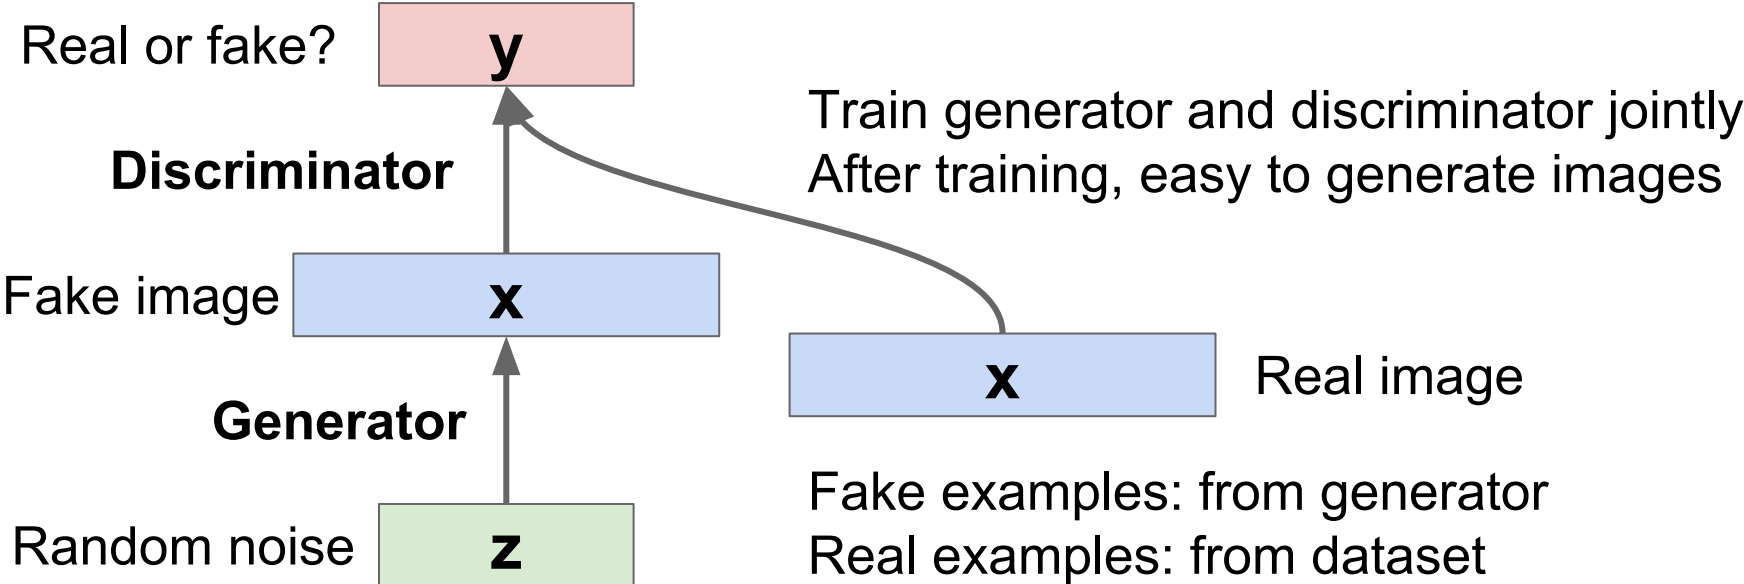 Real or fake?
y
Train generator and discriminator jointly
Discriminator
After training, easy to generate images
Fake image
x
x
Real image
Generator
Fake examples: from generator
Random noise
z
Real examples: from dataset